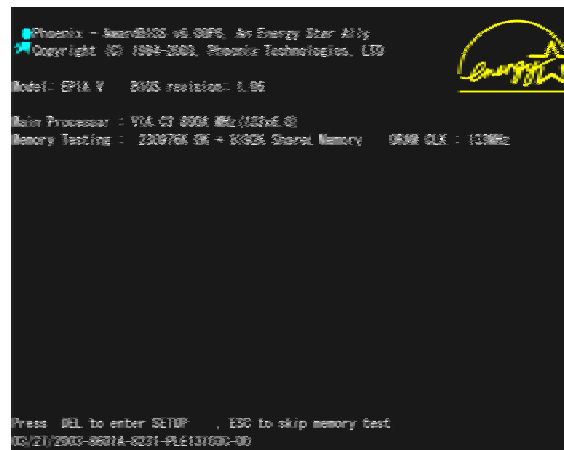 Phoenix - AwardBIOS v6.00PG, An Energy Star Ally
Copyright (C) 1984-2003, Phoenix Technologies, LTD
energy
Model: EPIA V BIOS revision: 1.06
Main Processor : VIA C3 800A MHz(133x6.0)
Memory Testing : 230976K OK + 8192K Shared Memory DRAM CLK : 133MHz
Press DEL to enter SETUP , ESC to skip memory test
03/27/2003-8601A-8231-